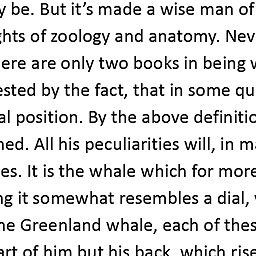 y be. But it's made a wise man of
ghts of zoology and anatomy. Nev
ere are only two books in being w
ested by the fact, that in some qu
al position. By the above definitio
ned. All his peculiarities will, in ma
es. It is the whale which for more
ng it somewhat resembles a dial, w
he Greenland whale, each of thes
art of him but his back, which rise